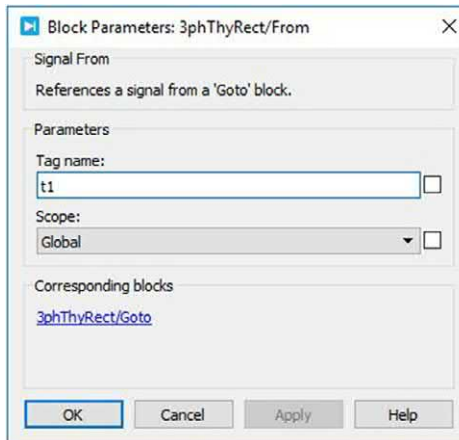 Block Parameters: 3phThyRect/From
Signal From
References a signal from a 'Goto' block.
Parameters
Tag name:
t1
Scope:
Global
Corresponding blocks
3phThyRect/Goto
OK Cancel Apply Help